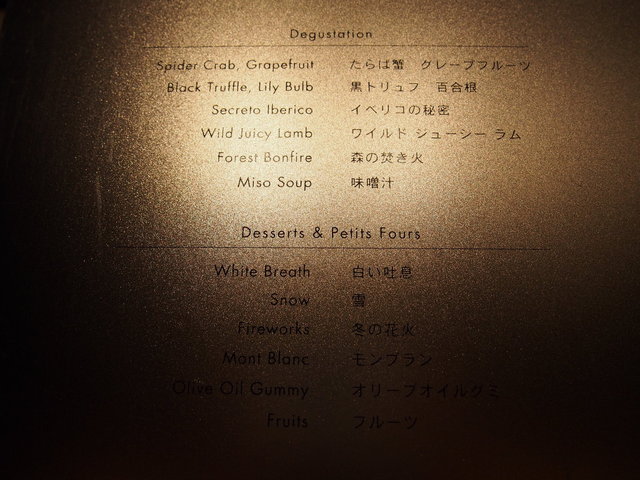 Degustation
Spider Crab, Grapefruit たらば蟹 グレープフルーツ
Black Truffle, Lily Bulb 黒トリュフ 百合根
Secreto Iberico イベリコの秘密
Wild Juicy Lamb ワイルド ジューシー ラム
Forest Bonfire 森の焚き火
Miso Soup 味噌汁
Desserts & Petits Fours
White Breath 白い吐息
Snow 雪
Fireworks 冬の花火
Mont Blanc モンブラン
Olive Oil Gummy オリーブオイルグミ
Fruits フルーツ